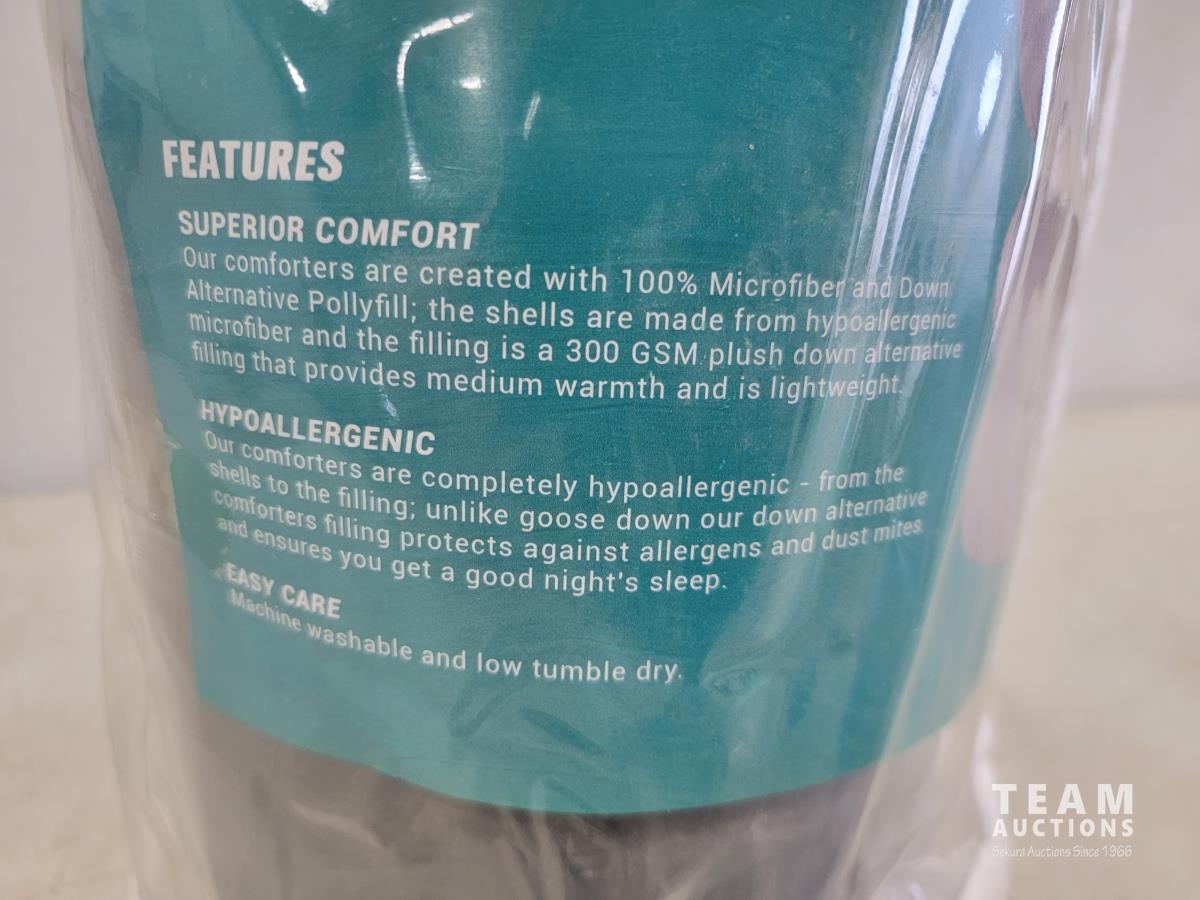 FEATURES
SUPERIOR COMFORT
Our comforters are created with 100% Microfiber and Down
Alternative Pollyfill; the shells are made from hypoallergenic
microfiber and the filling is a 300 GSM plush down alternative
filling that provides medium warmth and is lightweight.
HYPOALLERGENIC
Our comforters are completely hypoallergenic - from the
shells to the filling; unlike goose down our down alternative
comforters filling protects against allergens and dust mites
and ensures you get a good night's sleep.
EASY CARE
Machine washable and low tumble dry.
TEAM
AUCTIONS
Sekura Auctions Since 1966